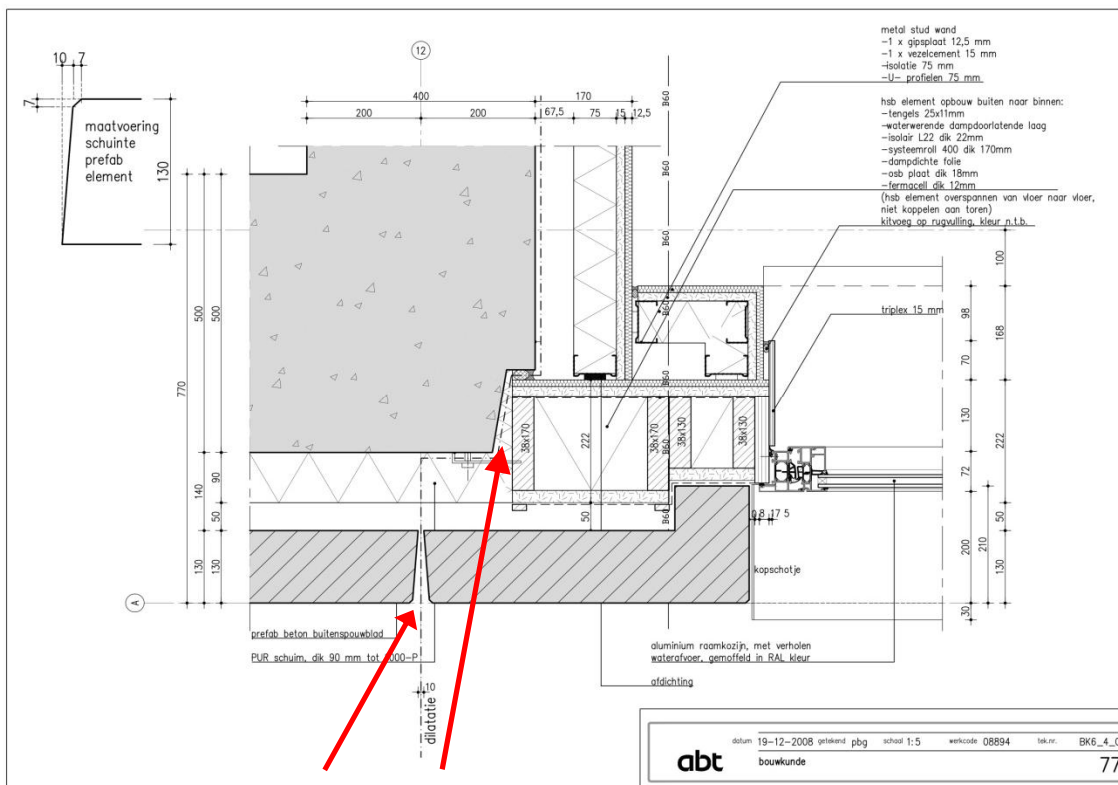 10 7
7
maatvoering
schuinte
prefab
element
130
12
400
170
200 200 67,5 75 15 12,5
metal stud wand
-1 x gipsplaat 12,5 mm
-1 x vezelcement 15 mm
-isolatie 75 mm
-U- profielen 75 mm
hsb element opbouw buiten naar binnen:
-tengels 25x11mm
-waterwerende dampdoorlatende laag
-isolair L22 dik 22mm
-systeemroll 400 dik 170mm
-dampdichte folie
-osb plaat dik 18mm
-fermacell dik 12mm
(hsb element overspannen van vloer naar vloer,
niet koppelen aan toren)
kitvoeg op rugvulling, kleur n.t.b.
B60
B60
B60
B60
B60
B60
B60
B60
triplex 15 mm
770
500
500
140
90
50
130
130
38x170
222
38x170
38x130
38x130
50
100
98
168
70
130
222
72
50
200
210
130
30
8 17 5
kopschotje
A
prefab beton buitenspouwblad
PUR schuim, dik 90 mm tot
000-P
10
dilatatie
aluminium raamkozijn, met verholen
waterafvoer, gemoffeld in RAL kleur
afdichting
abt
datum 19-12-2008 getekend pbg schaal 1:5 werkcode 08894 tek.nr. BK6_4_0
bouwkunde
77